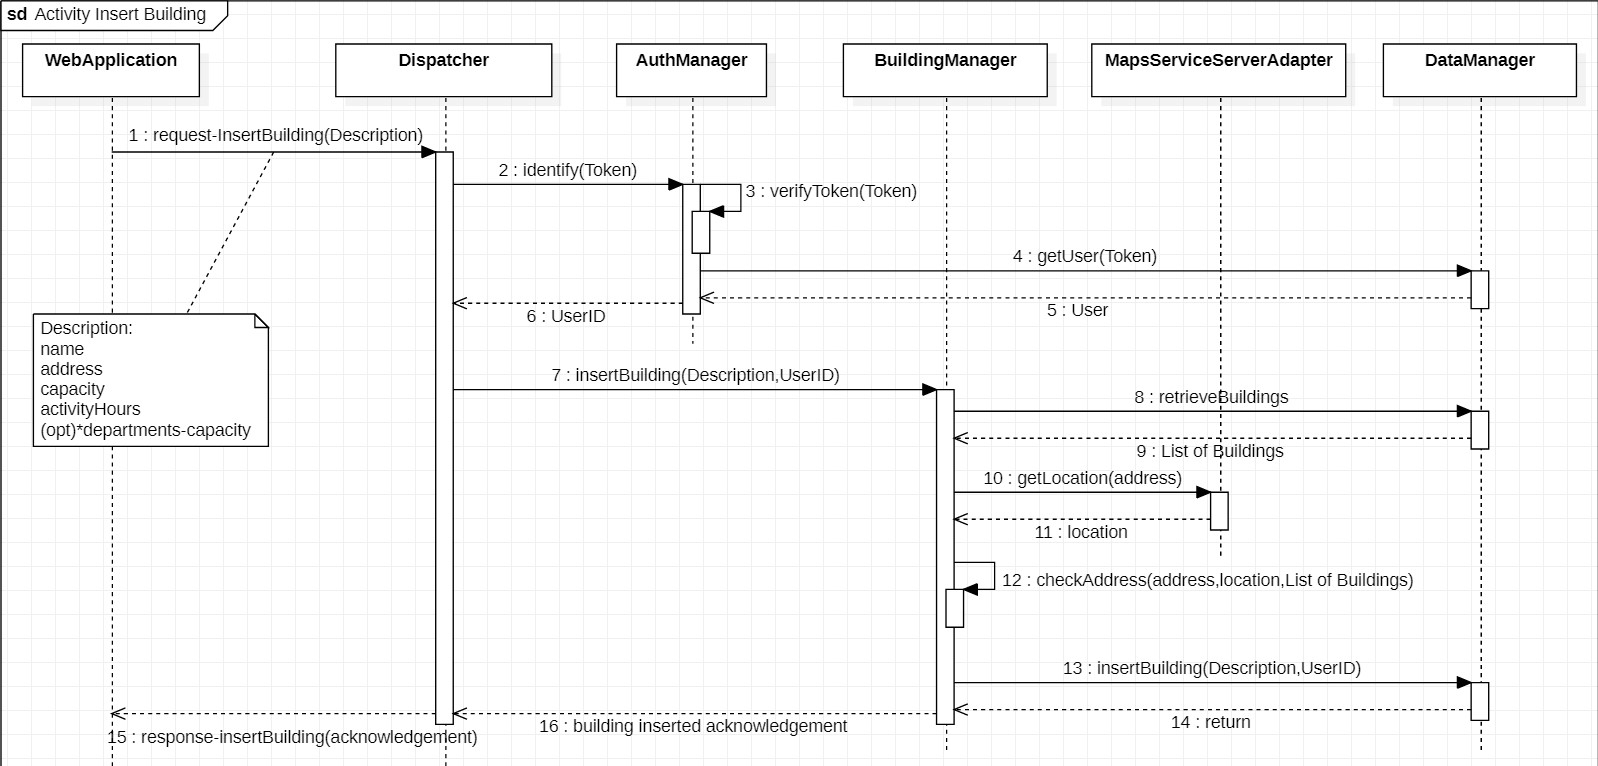 sd Activity Insert Building
WebApplication
Dispatcher
AuthManager
BuildingManager
MapsServiceServerAdapter
DataManager
1 : request-InsertBuilding(Description)
2 : identify(Token)
3 : verifyToken(Token)
4 : getUser(Token)
5 : User
6 : UserID
Description:
name
address
capacity
activityHours
(opt)*departments-capacity
7 : insertBuilding(Description,UserID)
8 : retrieveBuildings
9 : List of Buildings
10 : getLocation(address)
11 : location
12 : checkAddress(address,location,List of Buildings)
13 : insertBuilding(Description,UserID)
14 : return
16 : building inserted acknowledgement
15 : response-insertBuilding(acknowledgement)